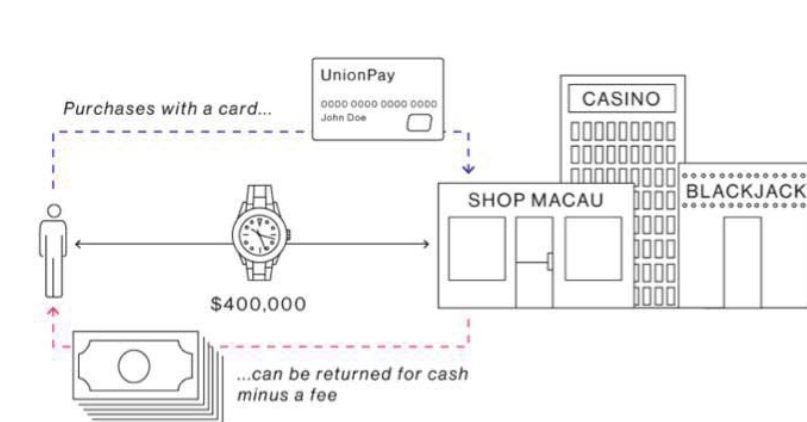 UnionPay
Purchases with a card...
0000 0000 0000 0000
John Doe
CASINO
BLACKJACK
SHOP MACAU
$400,000
...can be returned for cash
minus a fee